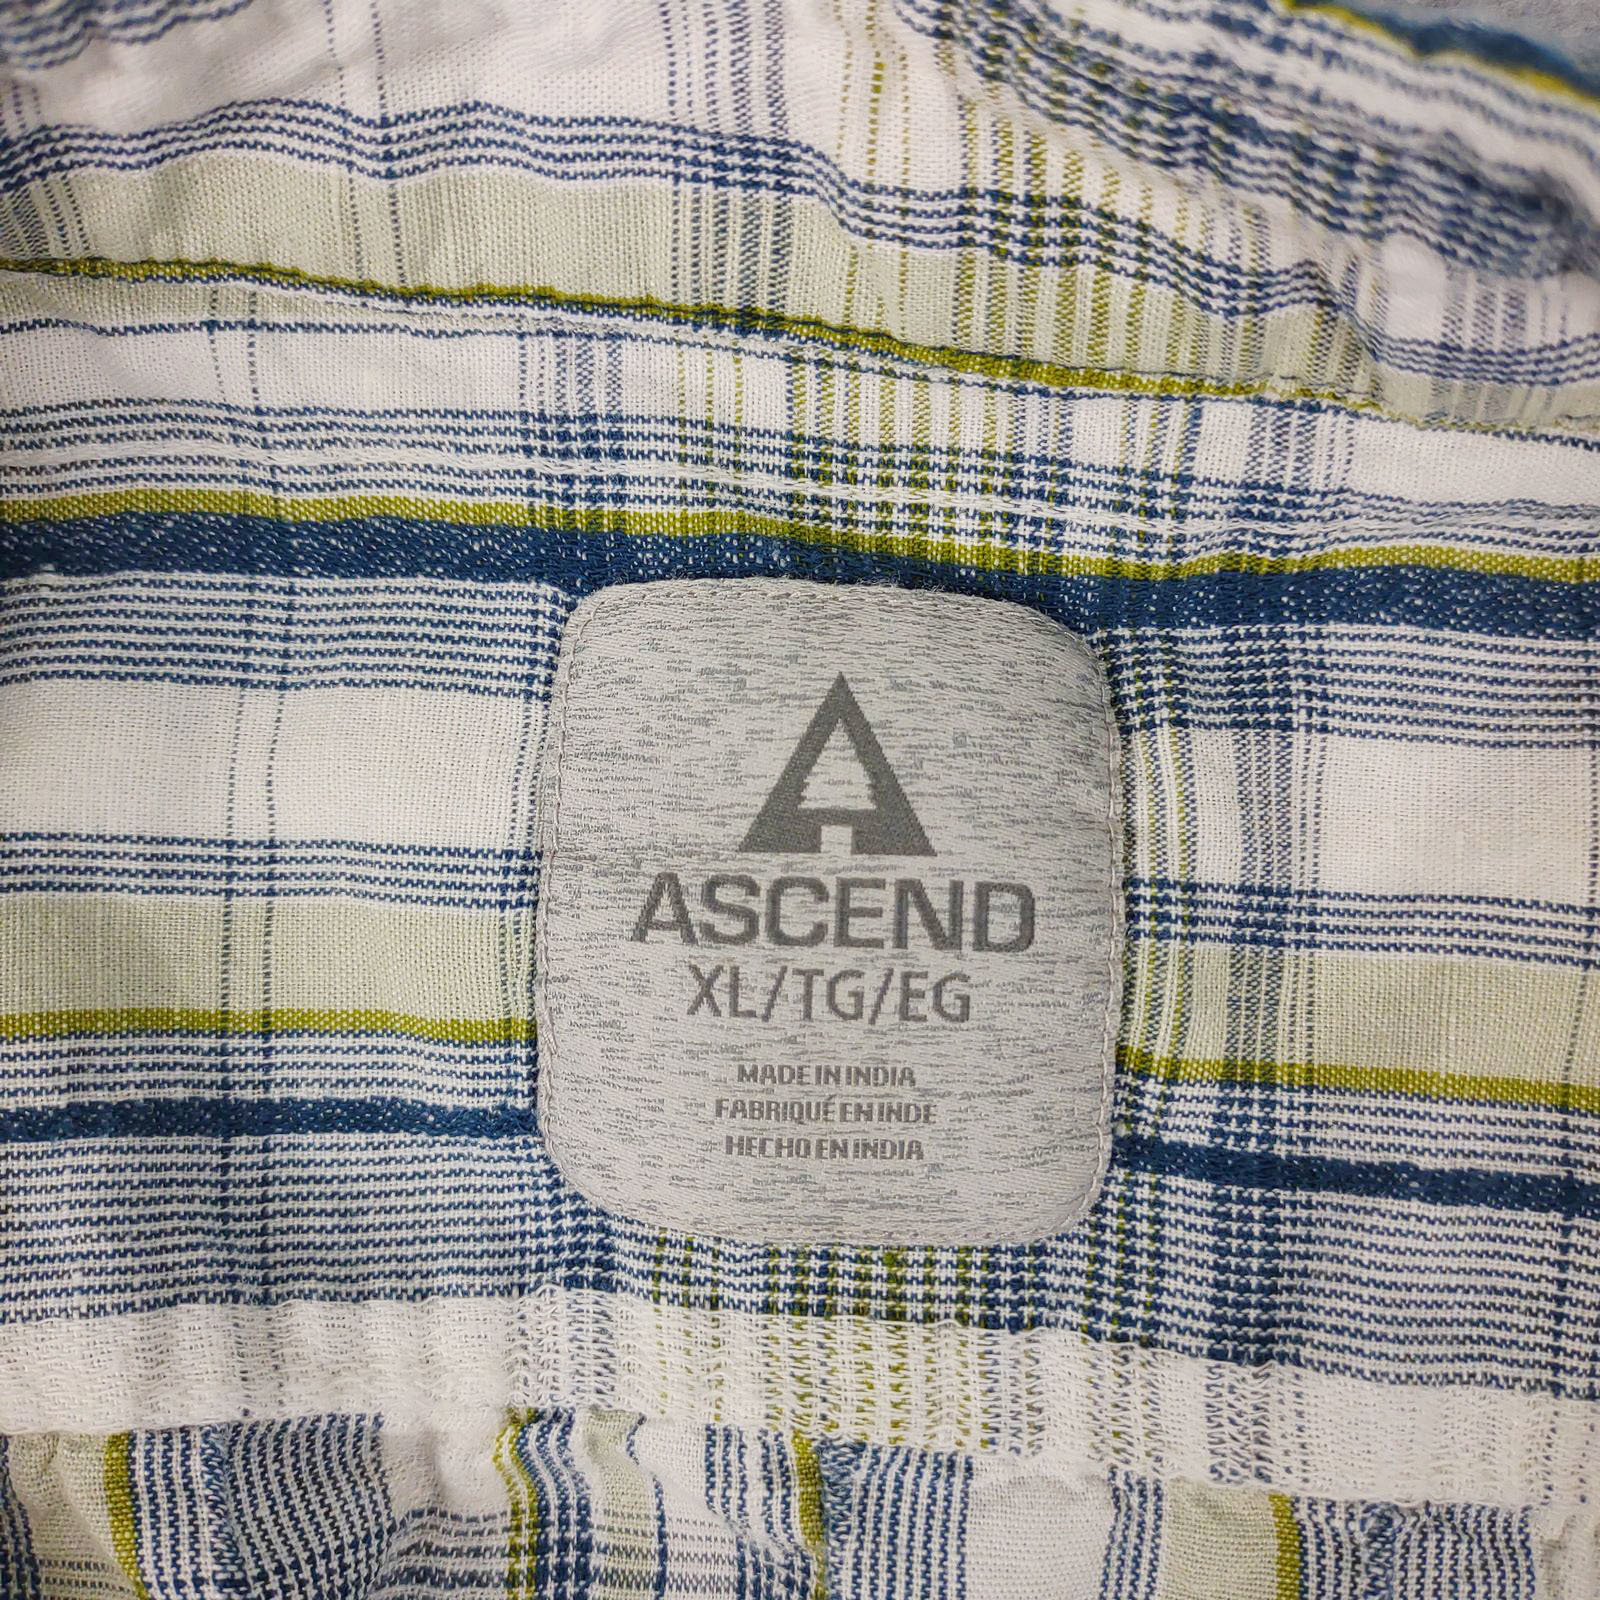 ASCEND
XL/TG/EG
MADE IN INDIA
FABRIQUÉ EN INDE
HECHO EN INDIA